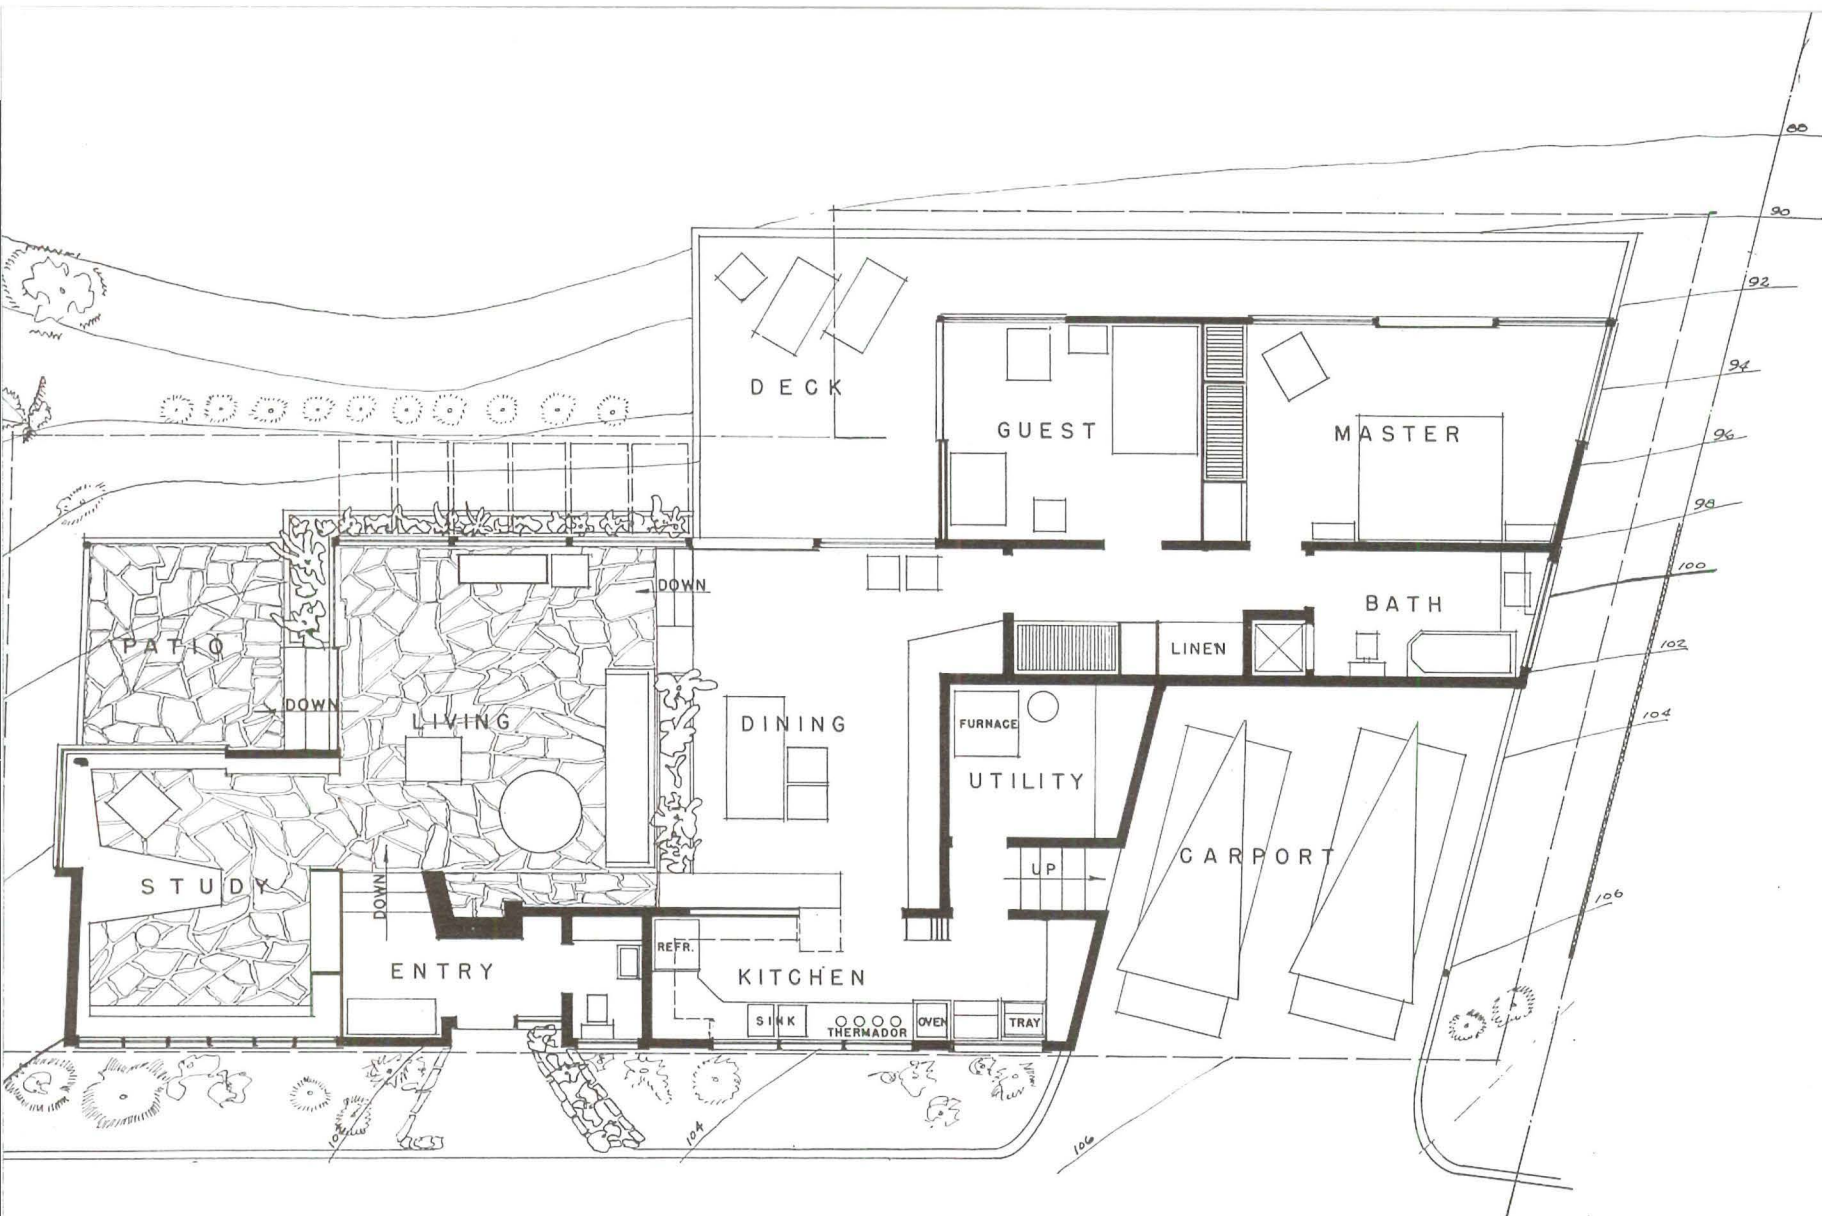 88
90
92
94
DECK
GUEST
MASTER
96
98
100
DOWN
BATH
102
PATIO
LINEN
DOWN
LIVING
DINING
FURNACE
104
UTILITY
CARPORT
UP
STUDY
DOWN
106
REFR.
ENTRY
KITCHEN
SINK
THERMADOR
OVEN
TRAY
104
106